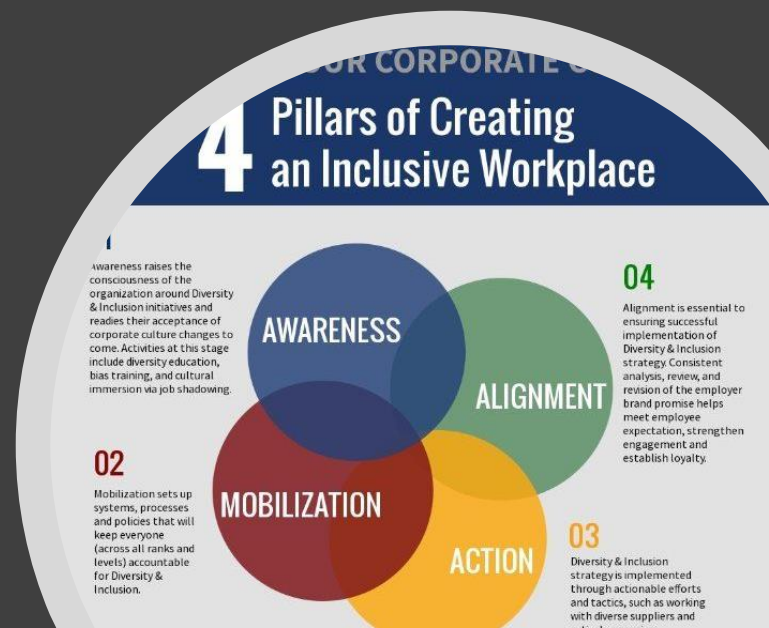 CORPORATE
4 Pillars of Creating
an Inclusive Workplace
Awareness raises the
consciousness of the
organization around Diversity
& Inclusion initiatives and
readies their acceptance of
corporate culture changes to
come. Activities at this stage
include diversity education,
bias training, and cultural
immersion via job shadowing.
AWARENESS
04
Alignment is essential to
ensuring successful
implementation of
Diversity & Inclusion
strategy. Consistent
analysis, review, and
revision of the employer
brand promise helps
meet employee
expectation, strengthen
engagement and
establish loyalty.
ALIGNMENT
02
Mobilization sets up
systems, processes
and policies that will
keep everyone
(across all ranks and
levels) accountable
for Diversity &
Inclusion.
MOBILIZATION
ACTION
03
Diversity & Inclusion
strategy is implemented
through actionable efforts
and tactics, such as working
with diverse suppliers and